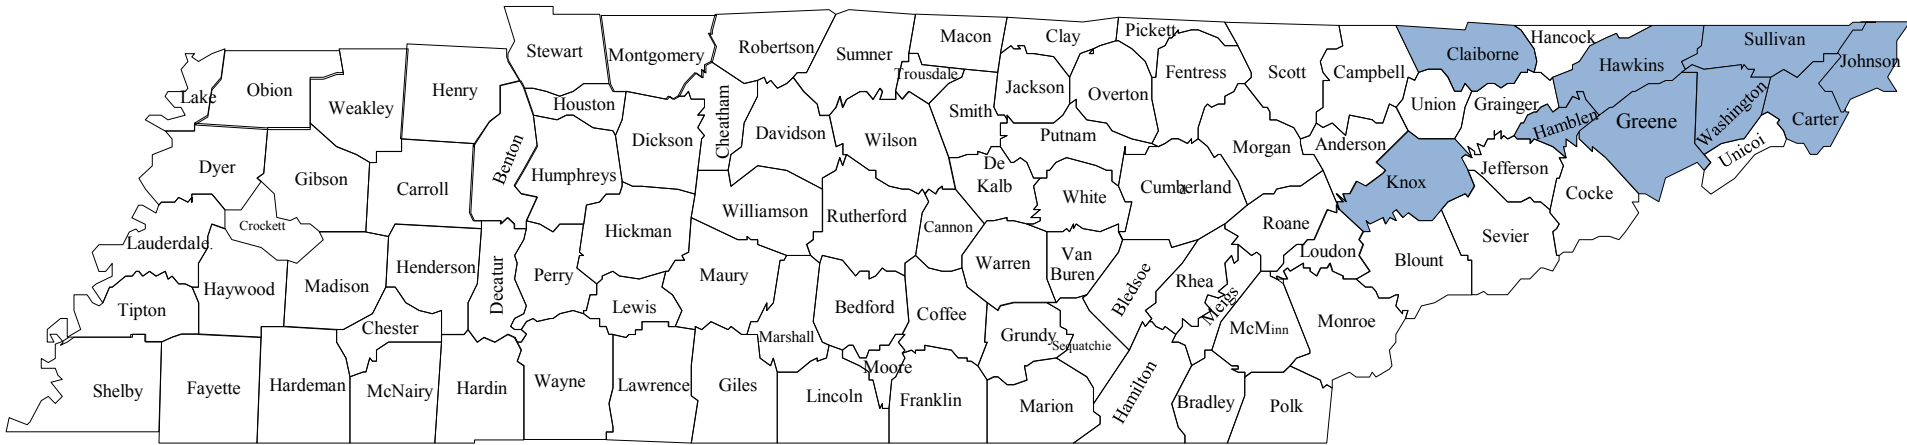 Lake
Obion
Weakley
Henry
Stewart
Montgomery
Robertson
Sumner
Macon
Trousdale
Clay
Pickett
Fentress
Scott
Campbell
Claiborne
Hancock
Hawkins
Sullivan
Johnson
Dyer
Gibson
Carroll
Benton
Houston
Humphreys
Dickson
Cheatham
Davidson
Wilson
Smith
Jackson
Overton
Putnam
De
Kalb
White
Cumberland
Morgan
Anderson
Union
Grainger
Hamblen
Greene
Washington
Carter
Unicoi
Lauderdale.
Crockett
Haywood
Madison
Henderson
Decatur
Perry
Hickman
Williamson
Rutherford
Cannon
Warren
Van
Buren
Bledsoe
Rhea
Meigs
Roane
Loudon
Knox
Jefferson
Cocke
Sevier
Blount
Monroe
Tipton
Chester
Lewis
Maury
Marshall
Bedford
Coffee
Grundy
Sequatchie
McMinn
Shelby
Fayette
Hardeman
McNairy
Hardin
Wayne
Lawrence
Giles
Lincoln
Moore
Franklin
Marion
Hamilton
Bradley
Polk